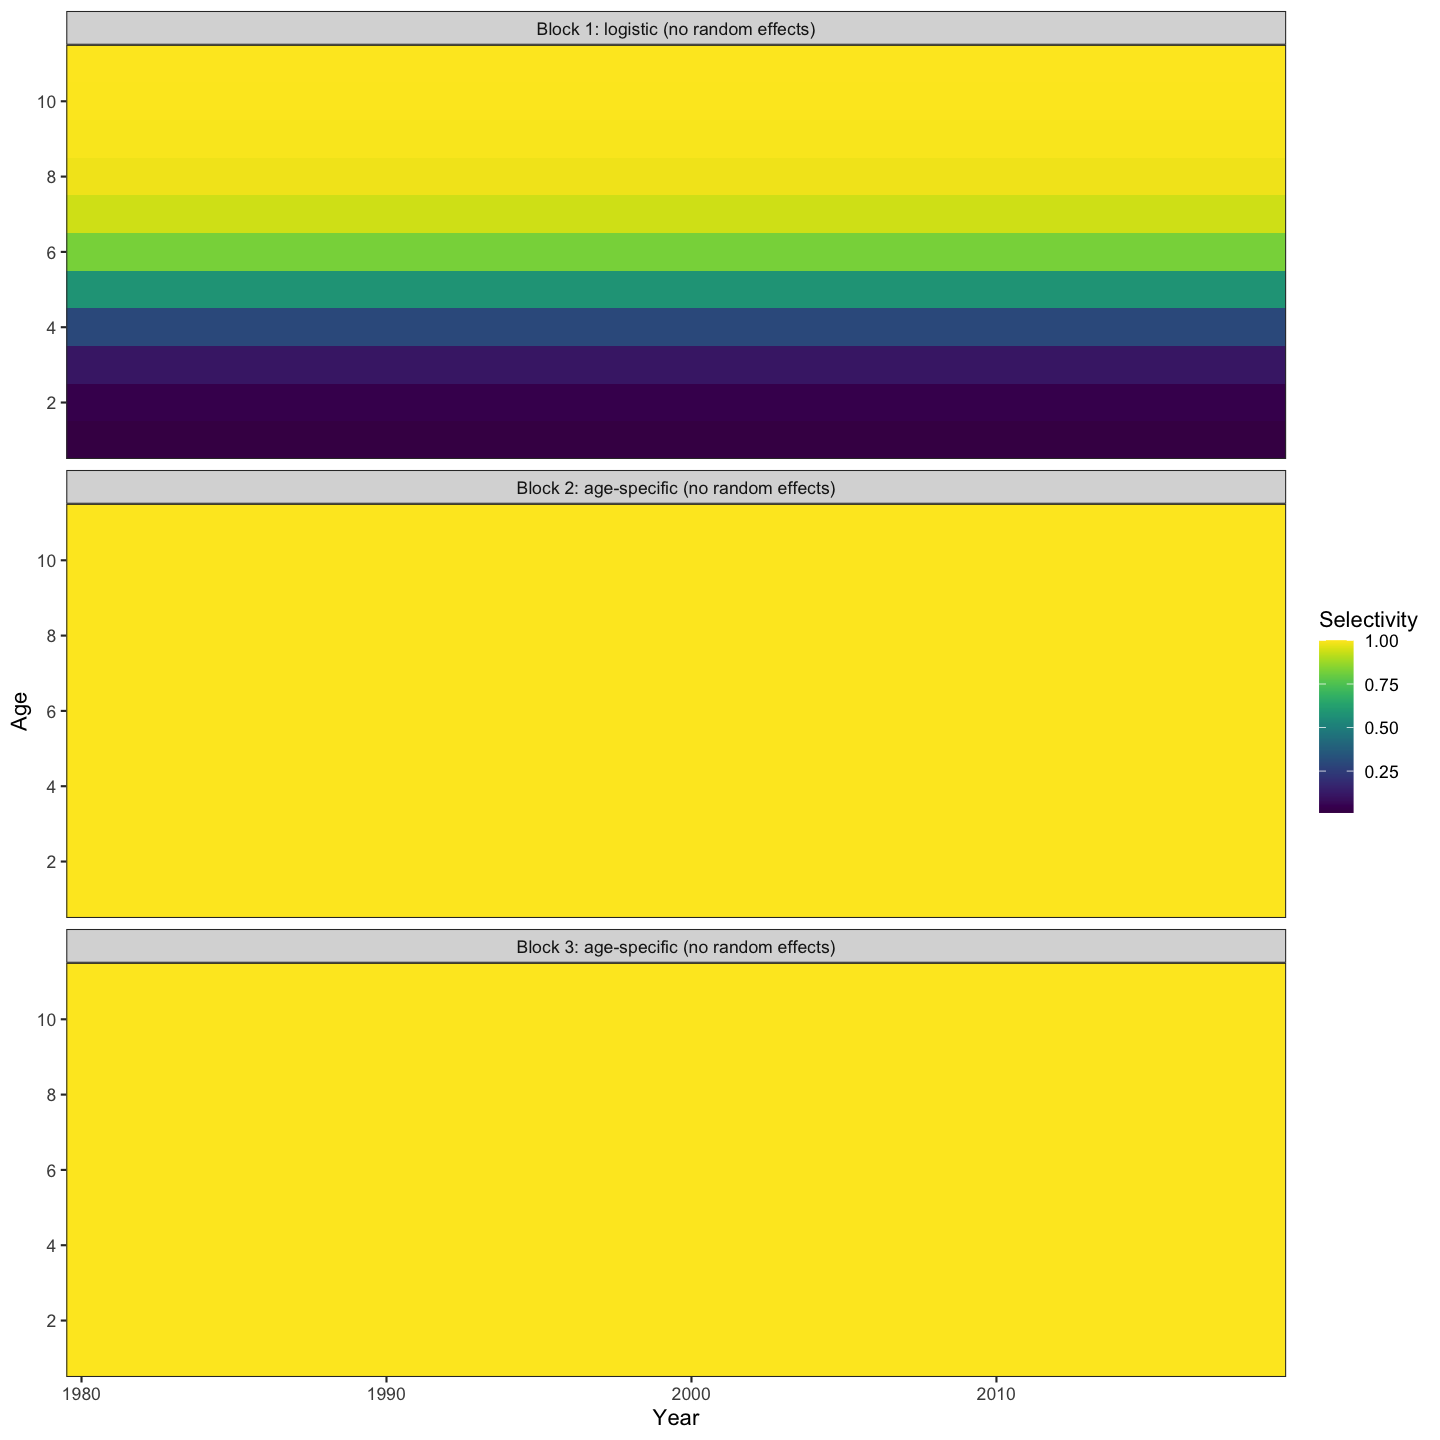 Block 1: logistic (no random effects)
10
8
6
4
2
Block 2: age-specific (no random effects)
10
8
6
4
2
Block 3: age-specific (no random effects)
10
8
6
4
2
1980 1990 2000 2010
Year
Age
Selectivity
1.00
0.75
0.50
0.25